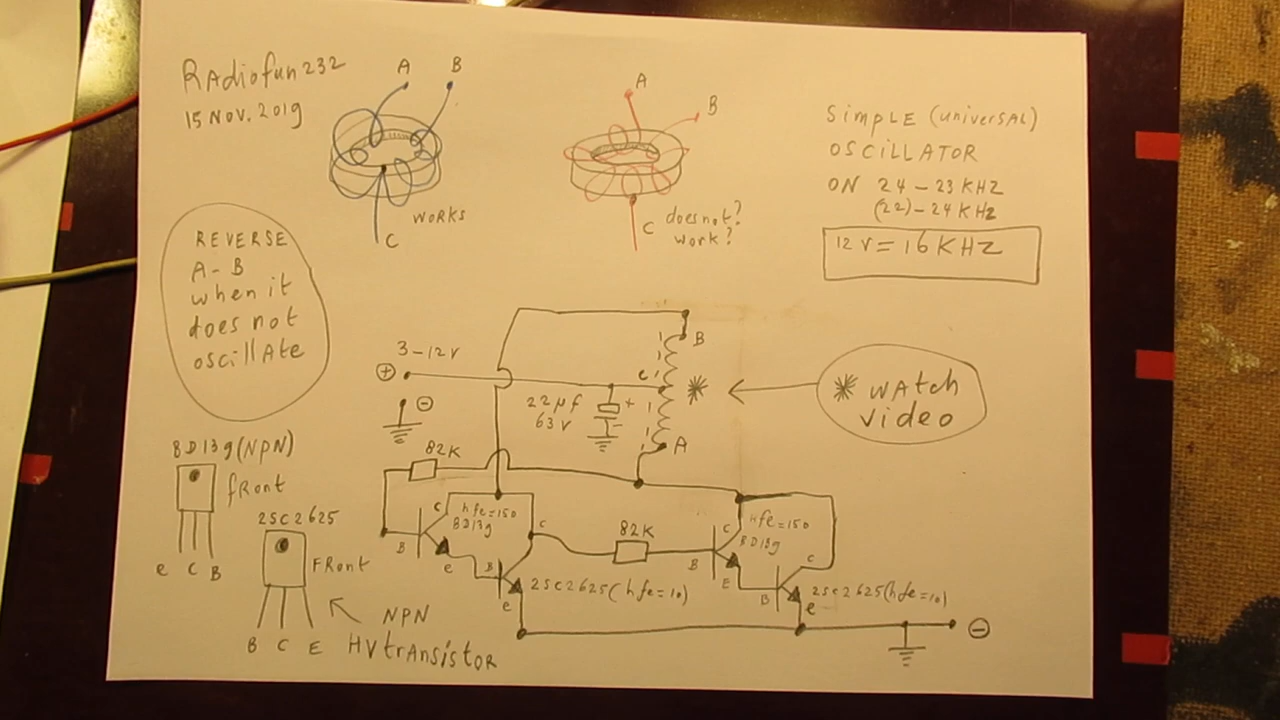 RAdiofun232
15 NOV. 2019
A
B
C
WORKS
A
B
C
does not?
work?
SIMPLE (UNIVERSAL)
OSCILLATOR
ON 24 - 23 KHZ
(22) - 24 KHZ
12 V = 16 KHZ
REVERSE
A - B
when it
does not
oscillAte
3 - 12 V
+
-
22 µf
63 V
+
-
B
c
A
* WAtch
video
82K
BD139(NPN)
fRont
e C B
2SC2625
FRont
B C E
NPN
HV trAnsistoR
C
hfe=150
BD139
B
e
C
B
e
2SC2625(hfe=10)
82K
C
Hfe=150
BD139
B
E
C
B
e
2SC2625(hfe=10)
-